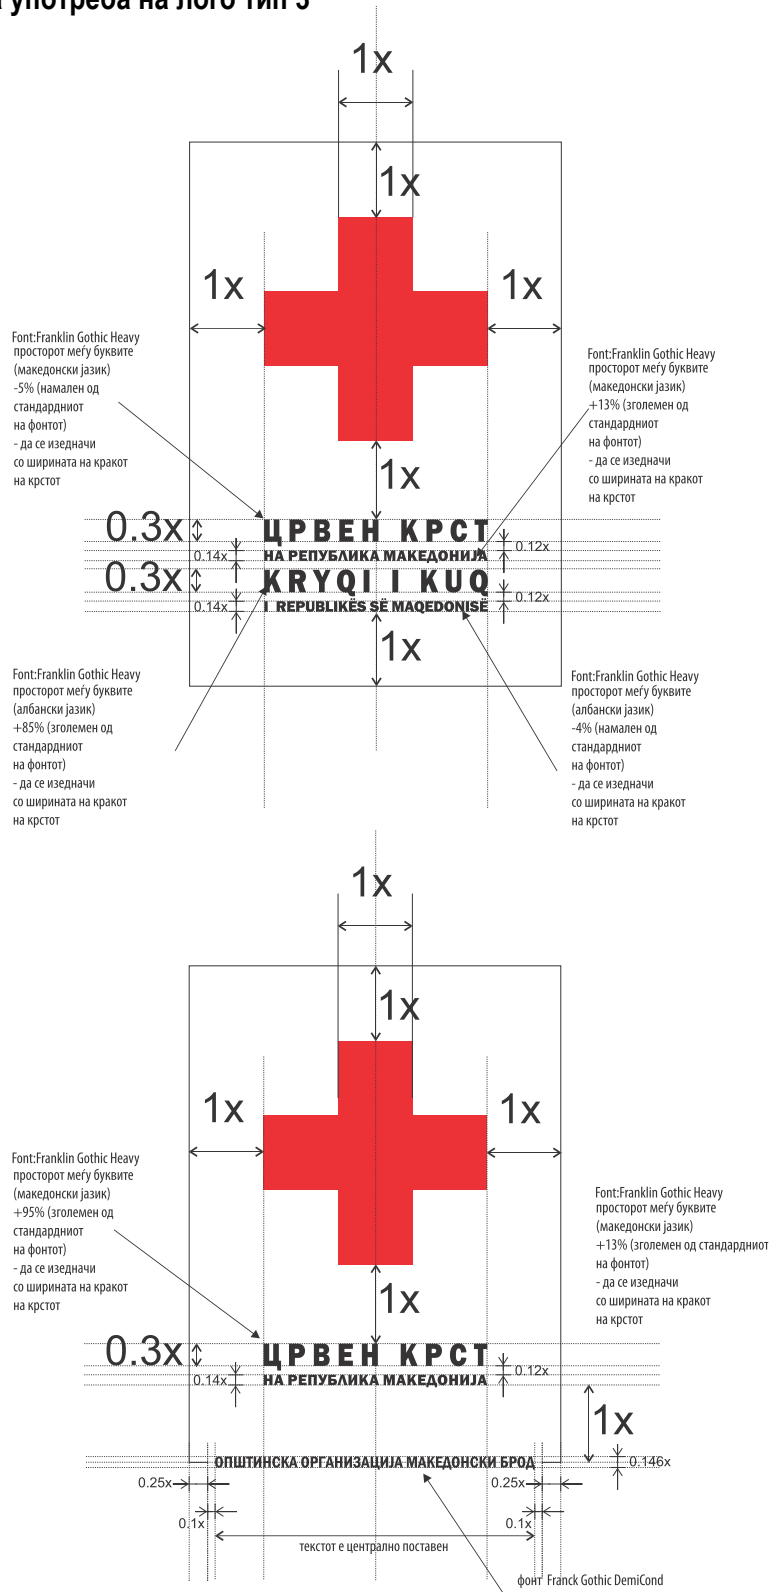 употреба на лого тип 3
1x
1x
1x
1x
Font:Franklin Gothic Heavy
просторот меѓу буквите
(македонски јазик)
-5% (намален од
стандардниот
на фонтот)
- да се изедначи
со ширината на кракот
на крстот
Font:Franklin Gothic Heavy
просторот меѓу буквите
(македонски јазик)
+13% (зголемен од
стандардниот
на фонтот)
- да се изедначи
со ширината на кракот
на крстот
1x
0.3x
ЦРВЕН КРСТ
0.12x
0.14x
НА РЕПУБЛИКА МАКЕДОНИЈА
0.3x
KRYQI I KUQ
0.12x
0.14x
I REPUBLIKËS SË MAQEDONISË
1x
Font:Franklin Gothic Heavy
просторот меѓу буквите
(албански јазик)
+85% (зголемен од
стандардниот
на фонтот)
- да се изедначи
со ширината на кракот
на крстот
Font:Franklin Gothic Heavy
просторот меѓу буквите
(албански јазик)
-4% (намален од
стандардниот
на фонтот)
- да се изедначи
со ширината на кракот
на крстот
1x
1x
1x
1x
Font:Franklin Gothic Heavy
просторот меѓу буквите
(македонски јазик)
+95% (зголемен од
стандардниот
на фонтот)
- да се изедначи
со ширината на кракот
на крстот
Font:Franklin Gothic Heavy
просторот меѓу буквите
(македонски јазик)
+13% (зголемен од стандардниот
на фонтот)
- да се изедначи
со ширината на кракот
на крстот
1x
0.3x
ЦРВЕН КРСТ
0.12x
0.14x
НА РЕПУБЛИКА МАКЕДОНИЈА
1x
ОПШТИНСКА ОРГАНИЗАЦИЈА МАКЕДОНСКИ БРОД
0.146x
0.25x
0.25x
0.1x
0.1x
текстот е централно поставен
фонт Franck Gothic DemiCond